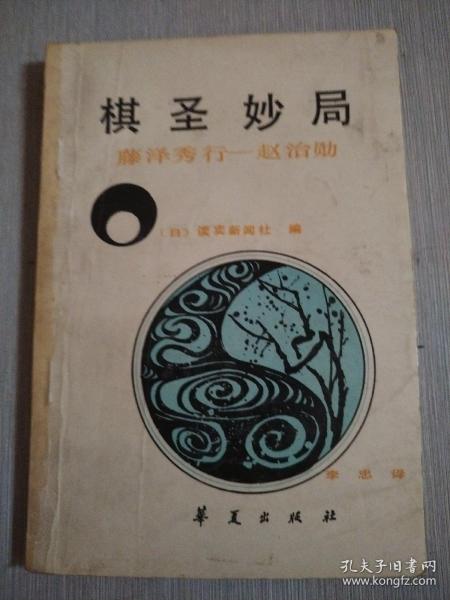 棋圣妙局
藤泽秀行—赵治勋
〔日〕读卖新闻社 编
李忠译
华夏出版社
孔夫子旧书网
www.kongfz.com